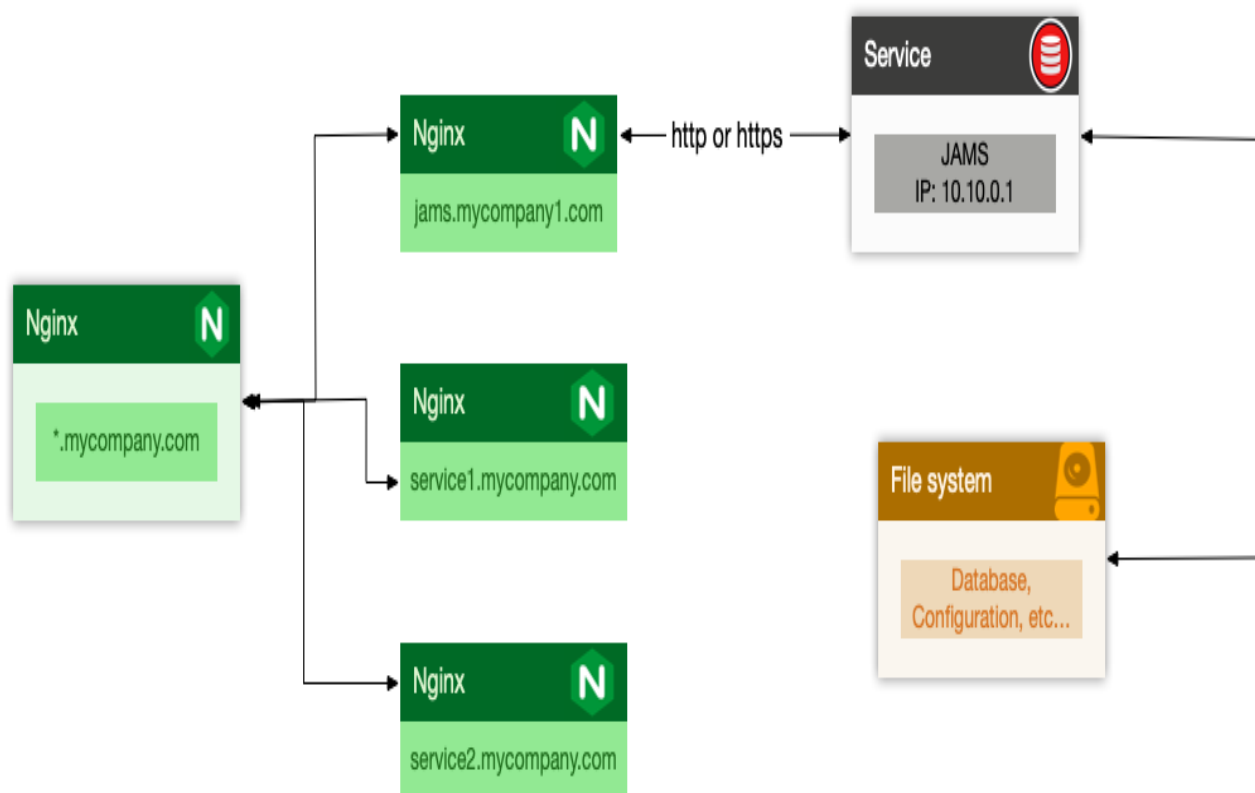 Service
Nginx
N
http or https
JAMS
IP: 10.10.0.1
jams.mycompany1.com
Nginx
N
*.mycompany.com
Nginx
N
service1.mycompany.com
File system
Database,
Configuration, etc...
Nginx
N
service2.mycompany.com